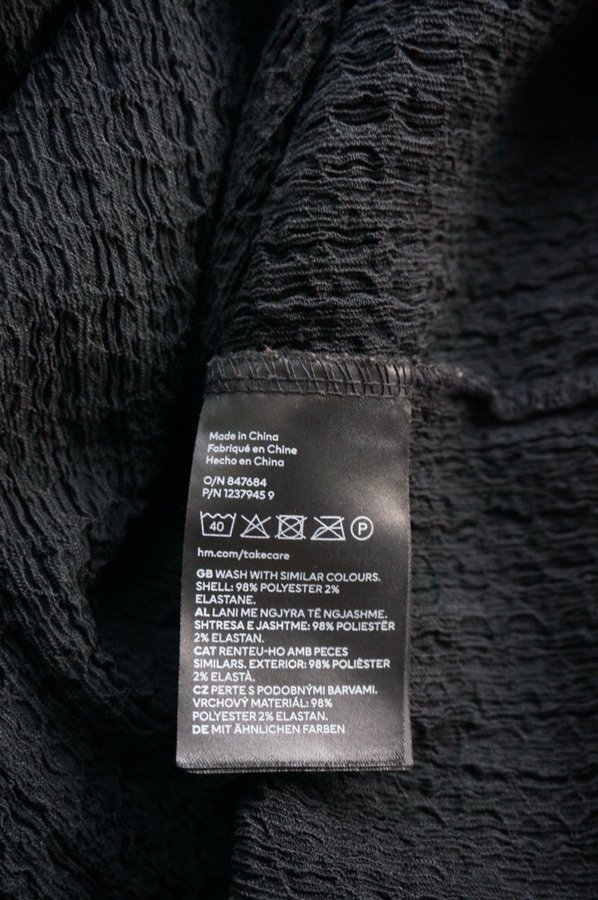 Made in China
Fabriqué en Chine
Hecho en China
O/N 847684
P/N 1237945 9
40 P
hm.com/takecare
GB WASH WITH SIMILAR COLOURS.
SHELL: 98% POLYESTER 2%
ELASTANE.
AL LANI ME NGJYRA TË NGJASHME.
SHTRESA E JASHTME: 98% POLIESTËR
2% ELASTAN.
CAT RENTEU-HO AMB PECES
SIMILARS. EXTERIOR: 98% POLIÈSTER
2% ELASTÀ.
CZ PERTE S PODOBNÝMI BARVAMI.
VRCHOVÝ MATERIÁL: 98%
POLYESTER 2% ELASTAN.
DE MIT ÄHNLICHEN FARBEN